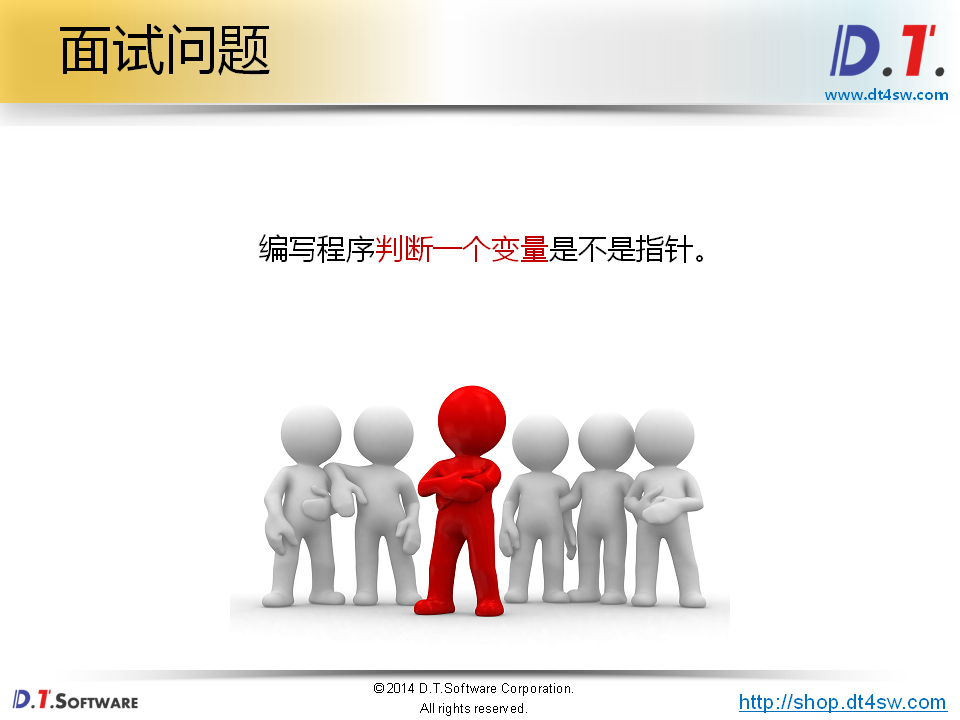 面试问题
D.T.
www.dt4sw.com
编写程序判断一个变量是不是指针。
D.T.SOFTWARE
©2014 D.T.Software Corporation.
All rights reserved.
http://shop.dt4sw.com